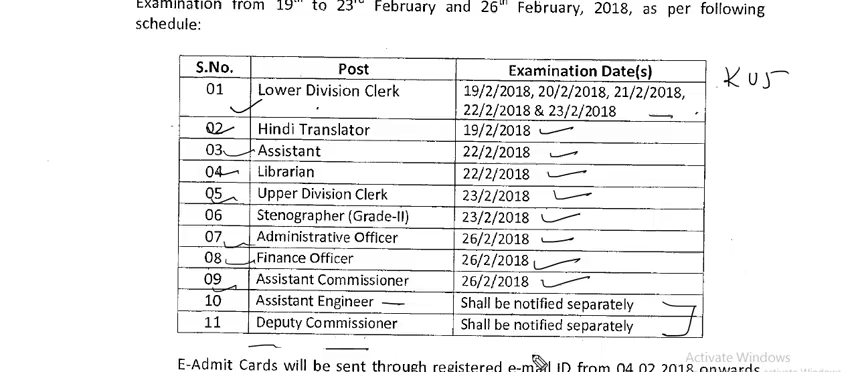 Examination from 19th to 23rd February and 26th February, 2018, as per following
schedule:
S.No. Post Examination Date(s)
01 Lower Division Clerk 19/2/2018, 20/2/2018, 21/2/2018,
22/2/2018 & 23/2/2018
02 Hindi Translator 19/2/2018
03 Assistant 22/2/2018
04 Librarian 22/2/2018
05 Upper Division Clerk 23/2/2018
06 Stenographer (Grade-II) 23/2/2018
07 Administrative Officer 26/2/2018
08 Finance Officer 26/2/2018
09 Assistant Commissioner 26/2/2018
10 Assistant Engineer Shall be notified separately
11 Deputy Commissioner Shall be notified separately
Activate Windows
E-Admit Cards will be sent through registered e-mail ID from 04.02.2018 onwards